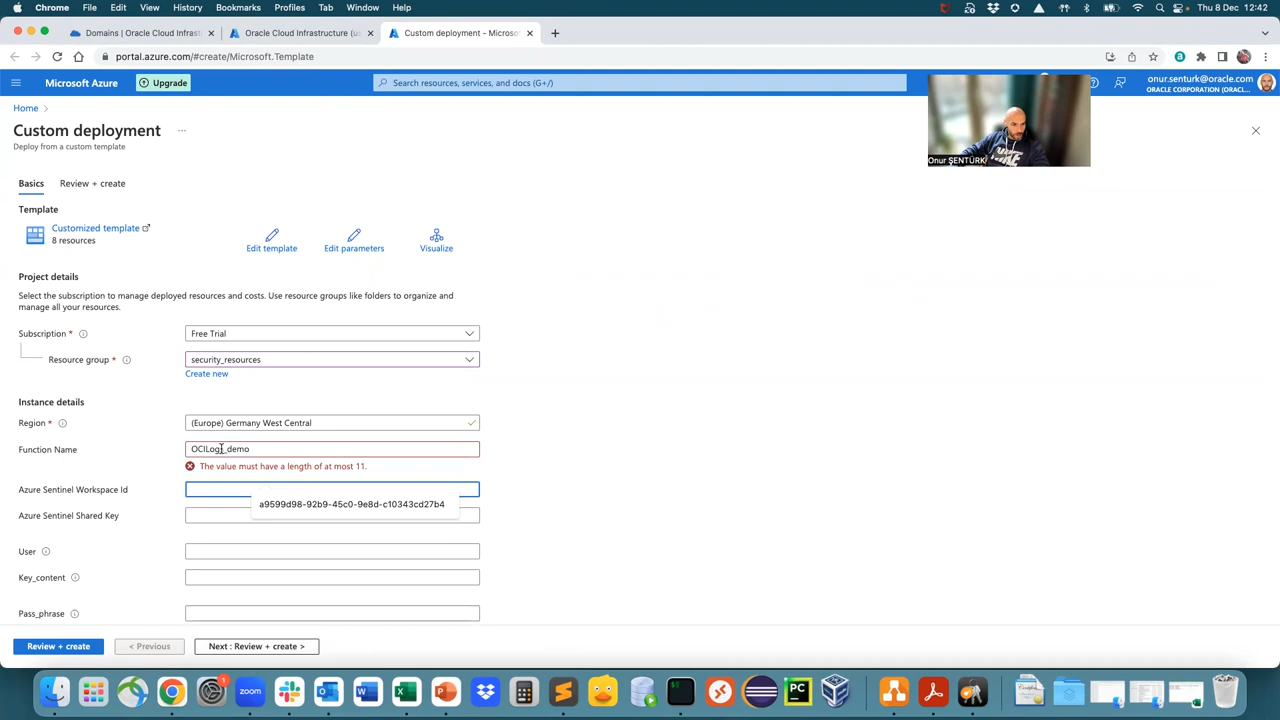 Chrome File Edit View History Bookmarks Profiles Tab Window Help
Thu 8 Dec 12:42
Domains | Oracle Cloud Infrast
Oracle Cloud Infrastructure (us
Custom deployment - Microso
portal.azure.com/#create/Microsoft.Template
Microsoft Azure
Upgrade
Search resources, services, and docs (G+/)
onur.senturk@oracle.com
ORACLE CORPORATION (ORACL...
Home
Custom deployment
...
Deploy from a custom template
Onur ŞENTÜRK
Basics
Review + create
Template
Customized template
8 resources
Edit template
Edit parameters
Visualize
Project details
Select the subscription to manage deployed resources and costs. Use resource groups like folders to organize and
manage all your resources.
Subscription *
Free Trial
Resource group *
security_resources
Create new
Instance details
Region *
(Europe) Germany West Central
Function Name
OCILogs_demo
The value must have a length of at most 11.
Azure Sentinel Workspace Id
a9599d98-92b9-45c0-9e8d-c10343cd27b4
Azure Sentinel Shared Key
User
Key_content
Pass_phrase
Review + create
< Previous
Next : Review + create >
1
zoom
PC